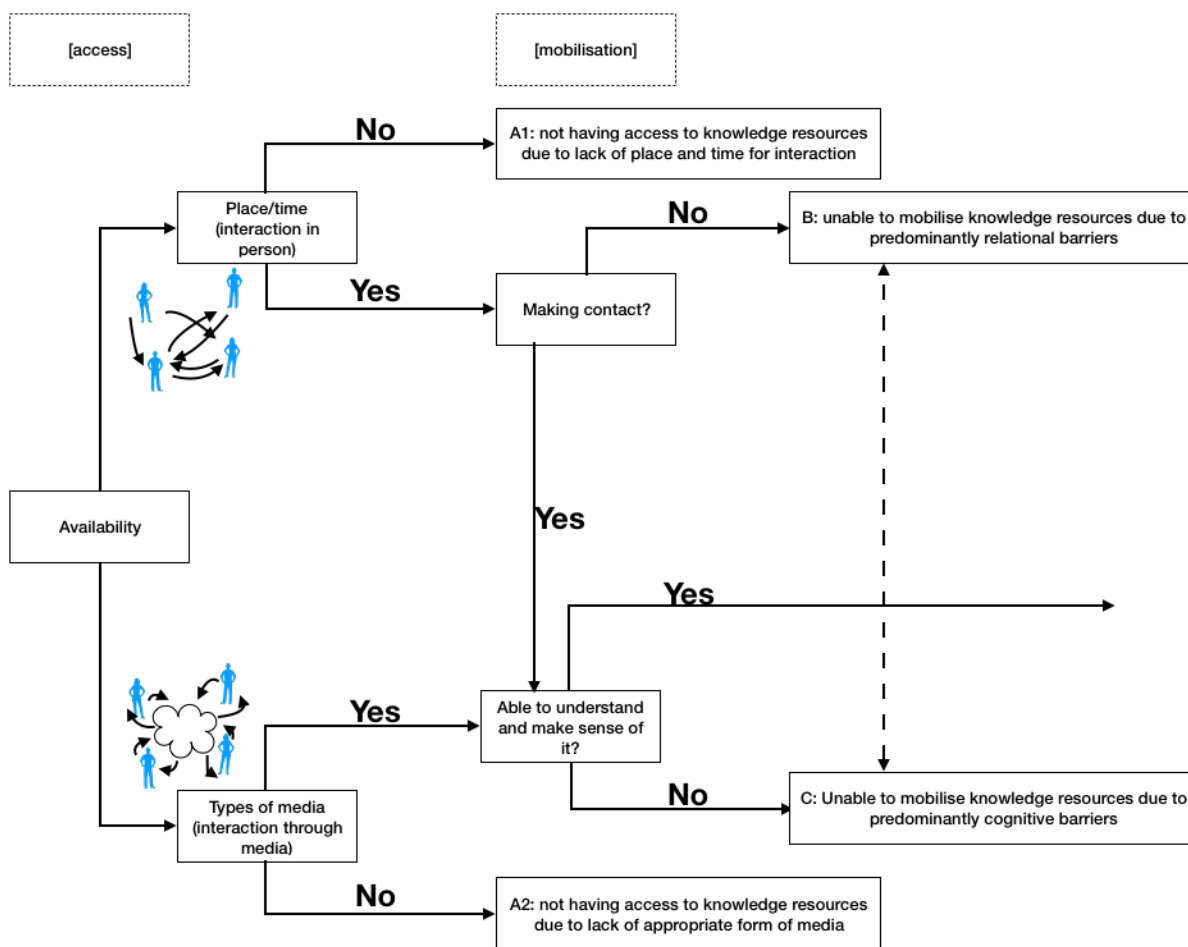 [access]
[mobilisation]
No
A1: not having access to knowledge resources
due to lack of place and time for interaction
Place/time
(interaction in
person)
No
B: unable to mobilise knowledge resources due to
predominantly relational barriers
Yes
Making contact?
Availability
Yes
Yes
Yes
Able to understand
and make sense of
it?
Types of media
(interaction through
media)
No
C: Unable to mobilise knowledge resources due to
predominantly cognitive barriers
No
A2: not having access to knowledge resources
due to lack of appropriate form of media